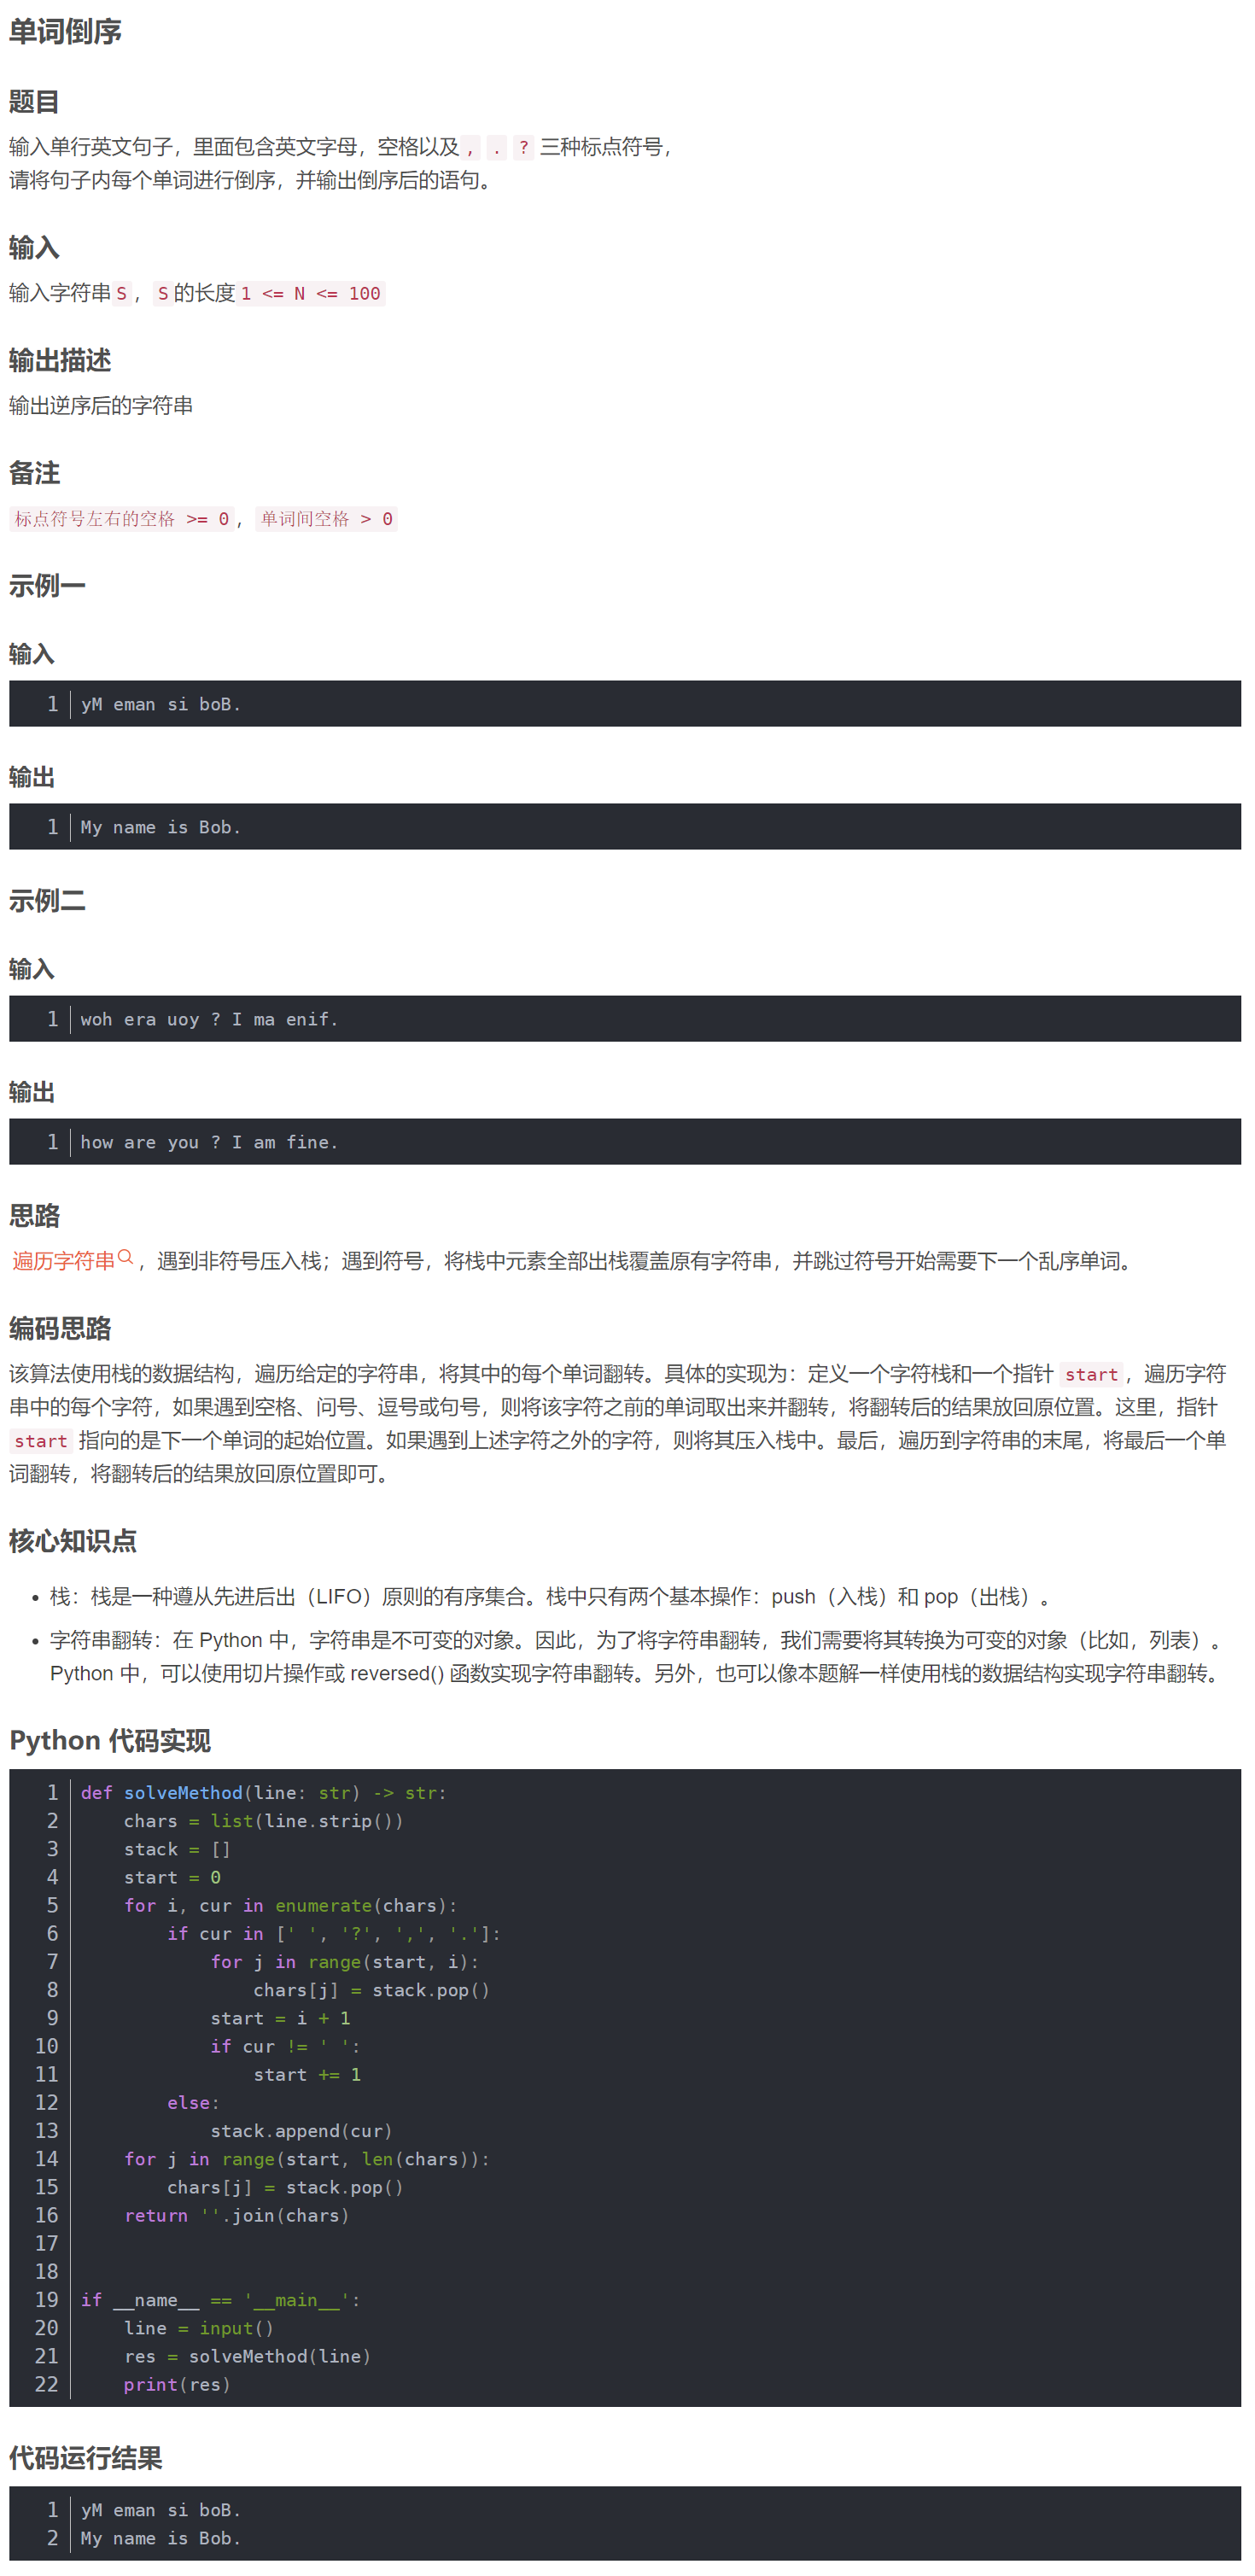 单词倒序
题目
输入单行英文句子，里面包含英文字母，空格以及 , . ? 三种标点符号，
请将句子内每个单词进行倒序，并输出倒序后的语句。
输入
输入字符串 S ， S 的长度 1 <= N <= 100
输出描述
输出逆序后的字符串
备注
标点符号左右的空格 >= 0 ， 单词间空格 > 0
示例一
输入
1 yM eman si boB.
输出
1 My name is Bob.
示例二
输入
1 woh era uoy ? I ma enif.
输出
1 how are you ? I am fine.
思路
遍历字符串，遇到非符号压入栈；遇到符号，将栈中元素全部出栈覆盖原有字符串，并跳过符号开始需要下一个乱序单词。
编码思路
该算法使用栈的数据结构，遍历给定的字符串，将其中的每个单词翻转。具体的实现为：定义一个字符栈和一个指针 start ，遍历字符
串中的每个字符，如果遇到空格、问号、逗号或句号，则将该字符之前的单词取出来并翻转，将翻转后的结果放回原位置。这里，指针
start 指向的是下一个单词的起始位置。如果遇到上述字符之外的字符，则将其压入栈中。最后，遍历到字符串的末尾，将最后一个单
词翻转，将翻转后的结果放回原位置即可。
核心知识点
• 栈：栈是一种遵从先进后出（LIFO）原则的有序集合。栈中只有两个基本操作：push（入栈）和 pop（出栈）。
• 字符串翻转：在 Python 中，字符串是不可变的对象。因此，为了将字符串翻转，我们需要将其转换为可变的对象（比如，列表）。
Python 中，可以使用切片操作或 reversed() 函数实现字符串翻转。另外，也可以像本题解一样使用栈的数据结构实现字符串翻转。
Python 代码实现
1 def solveMethod(line: str) -> str:
2     chars = list(line.strip())
3     stack = []
4     start = 0
5     for i, cur in enumerate(chars):
6         if cur in [' ', '?', ',', '.']:
7             for j in range(start, i):
8                 chars[j] = stack.pop()
9             start = i + 1
10             if cur != ' ':
11                 start += 1
12         else:
13             stack.append(cur)
14     for j in range(start, len(chars)):
15         chars[j] = stack.pop()
16     return ''.join(chars)
17
18
19 if __name__ == '__main__':
20     line = input()
21     res = solveMethod(line)
22     print(res)
代码运行结果
1 yM eman si boB.
2 My name is Bob.